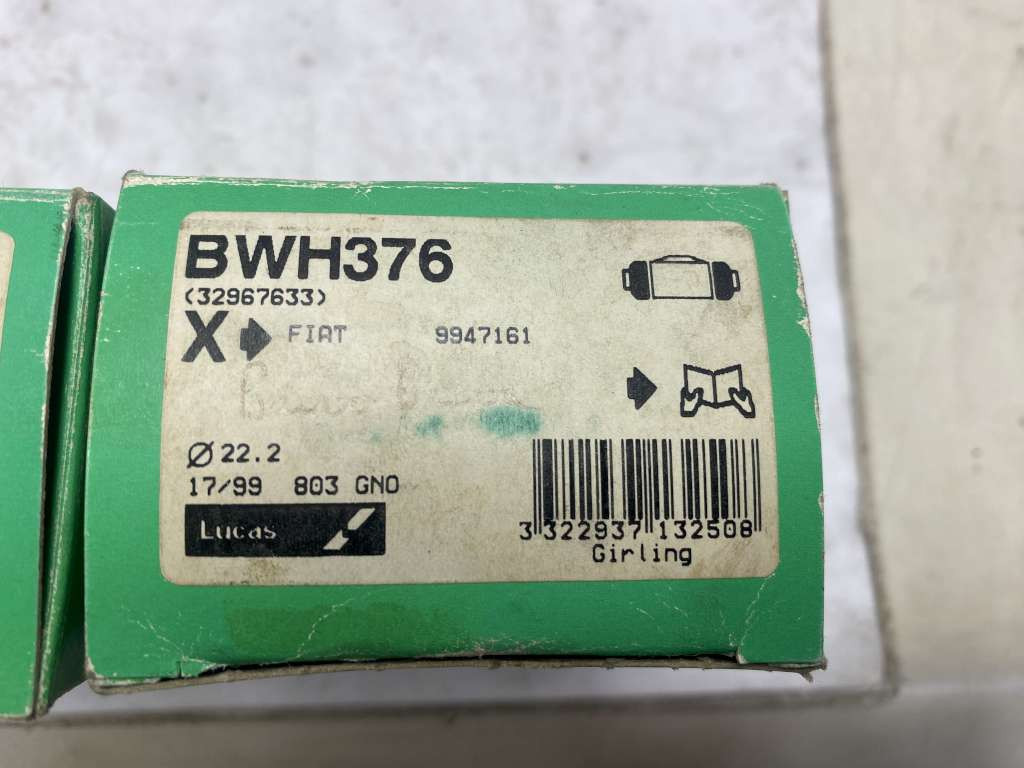 BWH376
(32967633)
X FIAT 9947161
Ø 22.2
17/99 803 GNO
Lucas
3 322937 132508
Girling